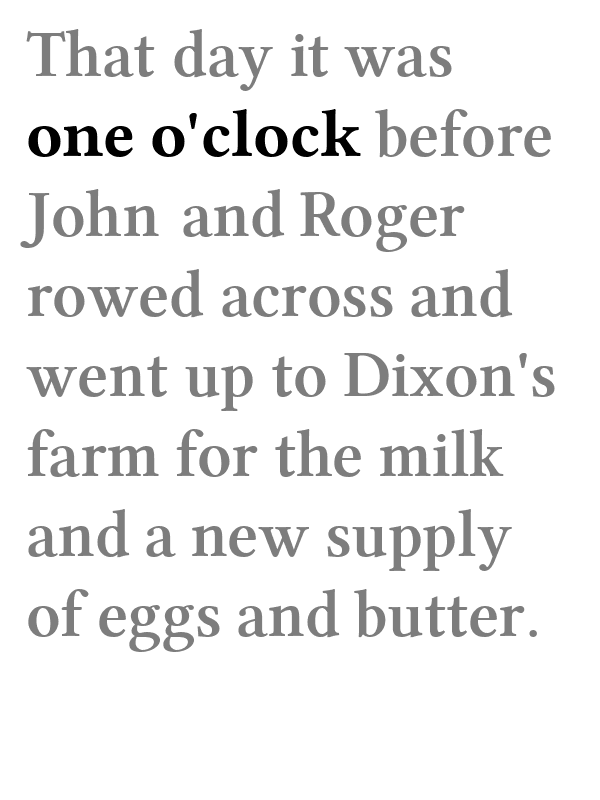 That day it was
one o'clock before
John and Roger
rowed across and
went up to Dixon's
farm for the milk
and a new supply
of eggs and butter.